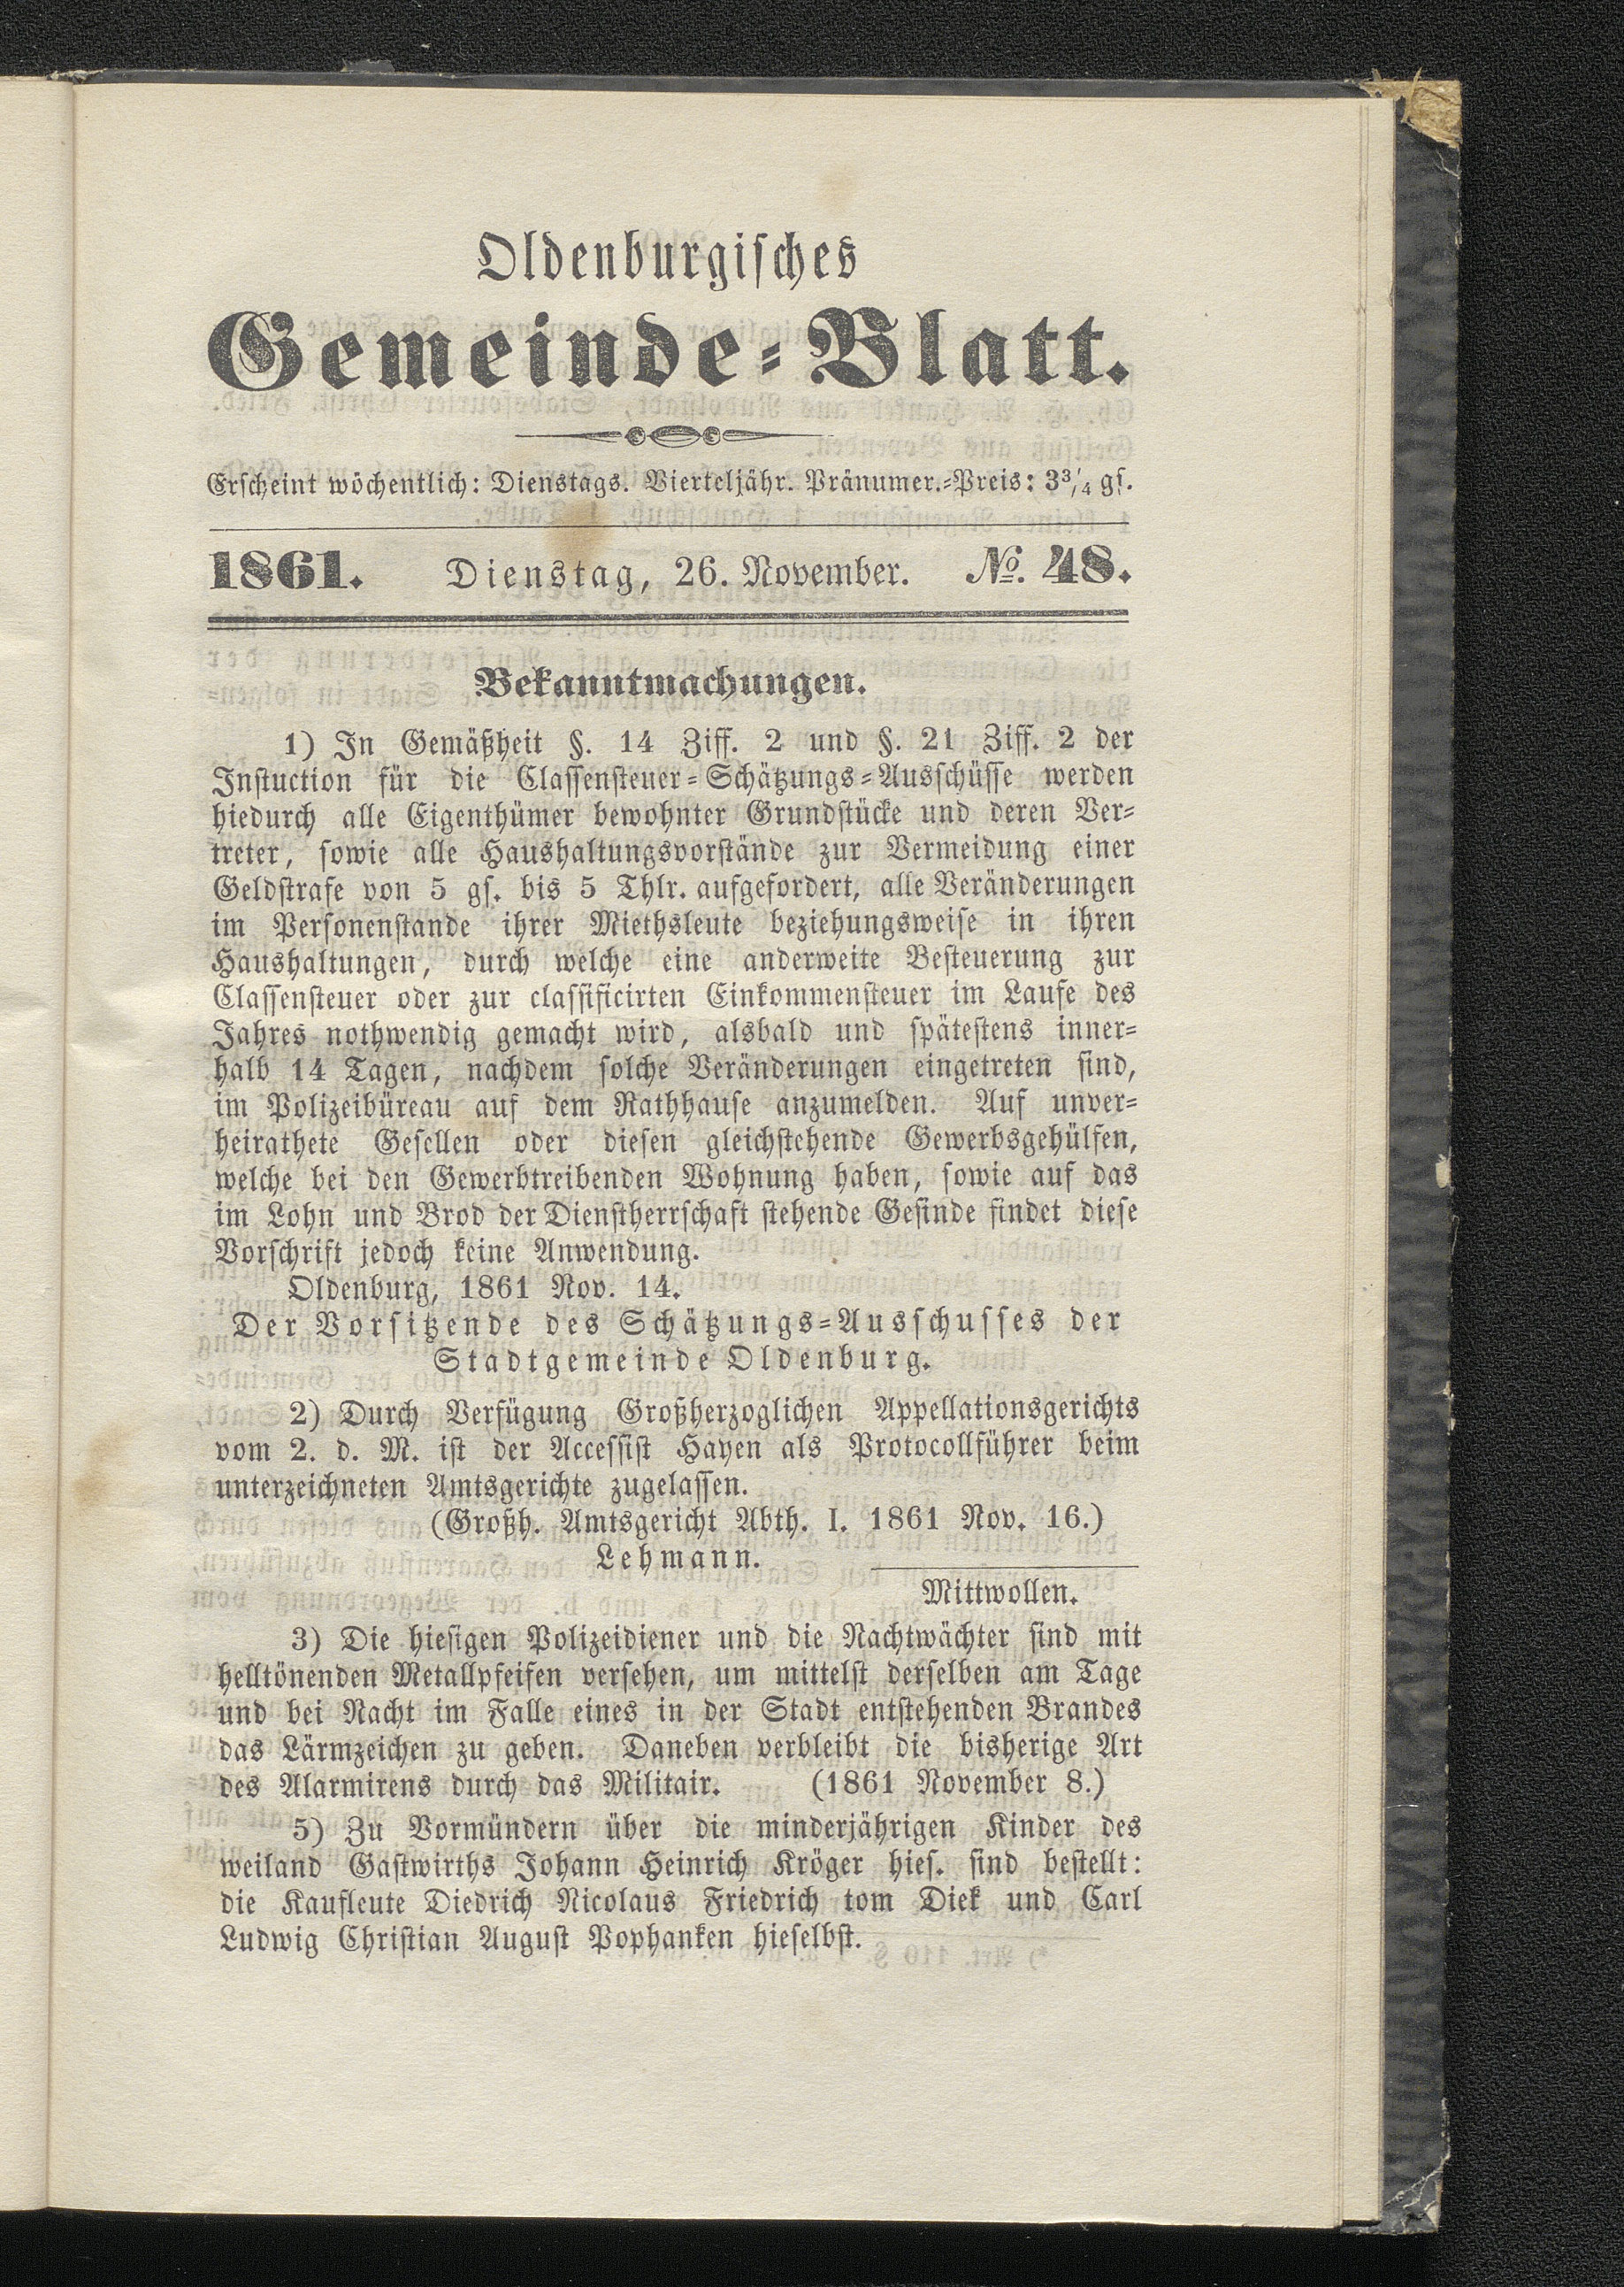 Oldenburgisches
Gemeinde-Blatt.
Erscheint wöchentlich: Dienstags. Vierteljähr. Pränumer.-Preis: 3 3/4 gs.
1861. Dienstag, 26. November. No. 48.
Bekanntmachungen.
1) In Gemäßheit §. 14 Ziff. 2 und §. 21 Ziff. 2 der
Instuction für die Classensteuer-Schätzungs-Ausschüsse werden
hiedurch alle Eigenthümer bewohnter Grundstücke und deren Ver-
treter, sowie alle Haushaltungsvorstände zur Vermeidung einer
Geldstrafe von 5 gs. bis 5 Thlr. aufgefordert, alle Veränderungen
im Personenstande ihrer Miethsleute beziehungsweise in ihren
Haushaltungen, durch welche eine anderweite Besteuerung zur
Classensteuer oder zur classificirten Einkommensteuer im Laufe des
Jahres nothwendig gemacht wird, alsbald und spätestens inner-
halb 14 Tagen, nachdem solche Veränderungen eingetreten sind,
im Polizeibüreau auf dem Rathhause anzumelden. Auf unver-
heirathete Gesellen oder diesen gleichstehende Gewerbsgehülfen,
welche bei den Gewerbtreibenden Wohnung haben, sowie auf das
im Lohn und Brod der Dienstherrschaft stehende Gesinde findet diese
Vorschrift jedoch keine Anwendung.
Oldenburg, 1861 Nov. 14.
Der Vorsitzende des Schätzungs-Ausschusses der
Stadtgemeinde Oldenburg.
2) Durch Verfügung Großherzoglichen Appellationsgerichts
vom 2. d. M. ist der Accessist Hayen als Protocollführer beim
unterzeichneten Amtsgerichte zugelassen.
(Großh. Amtsgericht Abth. I. 1861 Nov. 16.)
Lehmann.
Mittwollen.
3) Die hiesigen Polizeidiener und die Nachtwächter sind mit
helltönenden Metallpfeifen versehen, um mittelst derselben am Tage
und bei Nacht im Falle eines in der Stadt entstehenden Brandes
das Lärmzeichen zu geben. Daneben verbleibt die bisherige Art
des Alarmirens durch das Militair. (1861 November 8.)
5) Zu Vormündern über die minderjährigen Kinder des
weiland Gastwirths Johann Heinrich Kröger hies. sind bestellt:
die Kaufleute Diedrich Nicolaus Friedrich tom Diek und Carl
Ludwig Christian August Pophanken hieselbst.